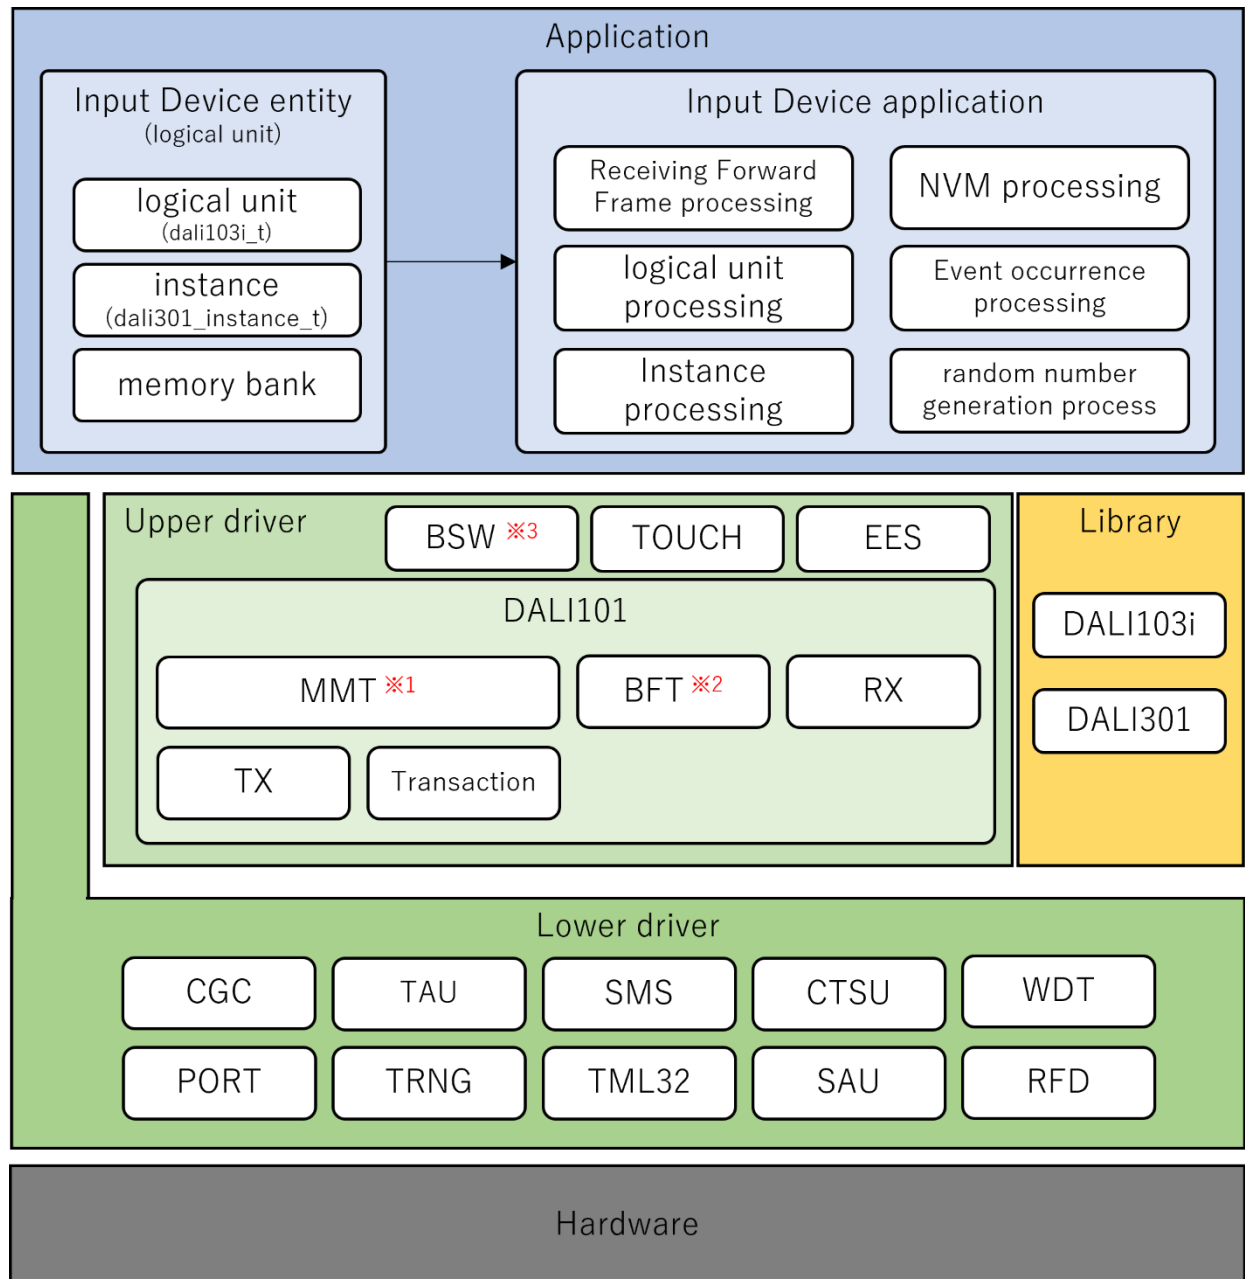 Application
Input Device entity
(logical unit)
logical unit
(dali103i_t)
instance
(dali301_instance_t)
memory bank
Input Device application
Receiving Forward
Frame processing
NVM processing
logical unit
processing
Event occurrence
processing
Instance
processing
random number
generation process
Upper driver
BSW ※3
TOUCH
EES
DALI101
MMT ※1
BFT ※2
RX
TX
Transaction
Library
DALI103i
DALI301
Lower driver
CGC
TAU
SMS
CTSU
WDT
PORT
TRNG
TML32
SAU
RFD
Hardware